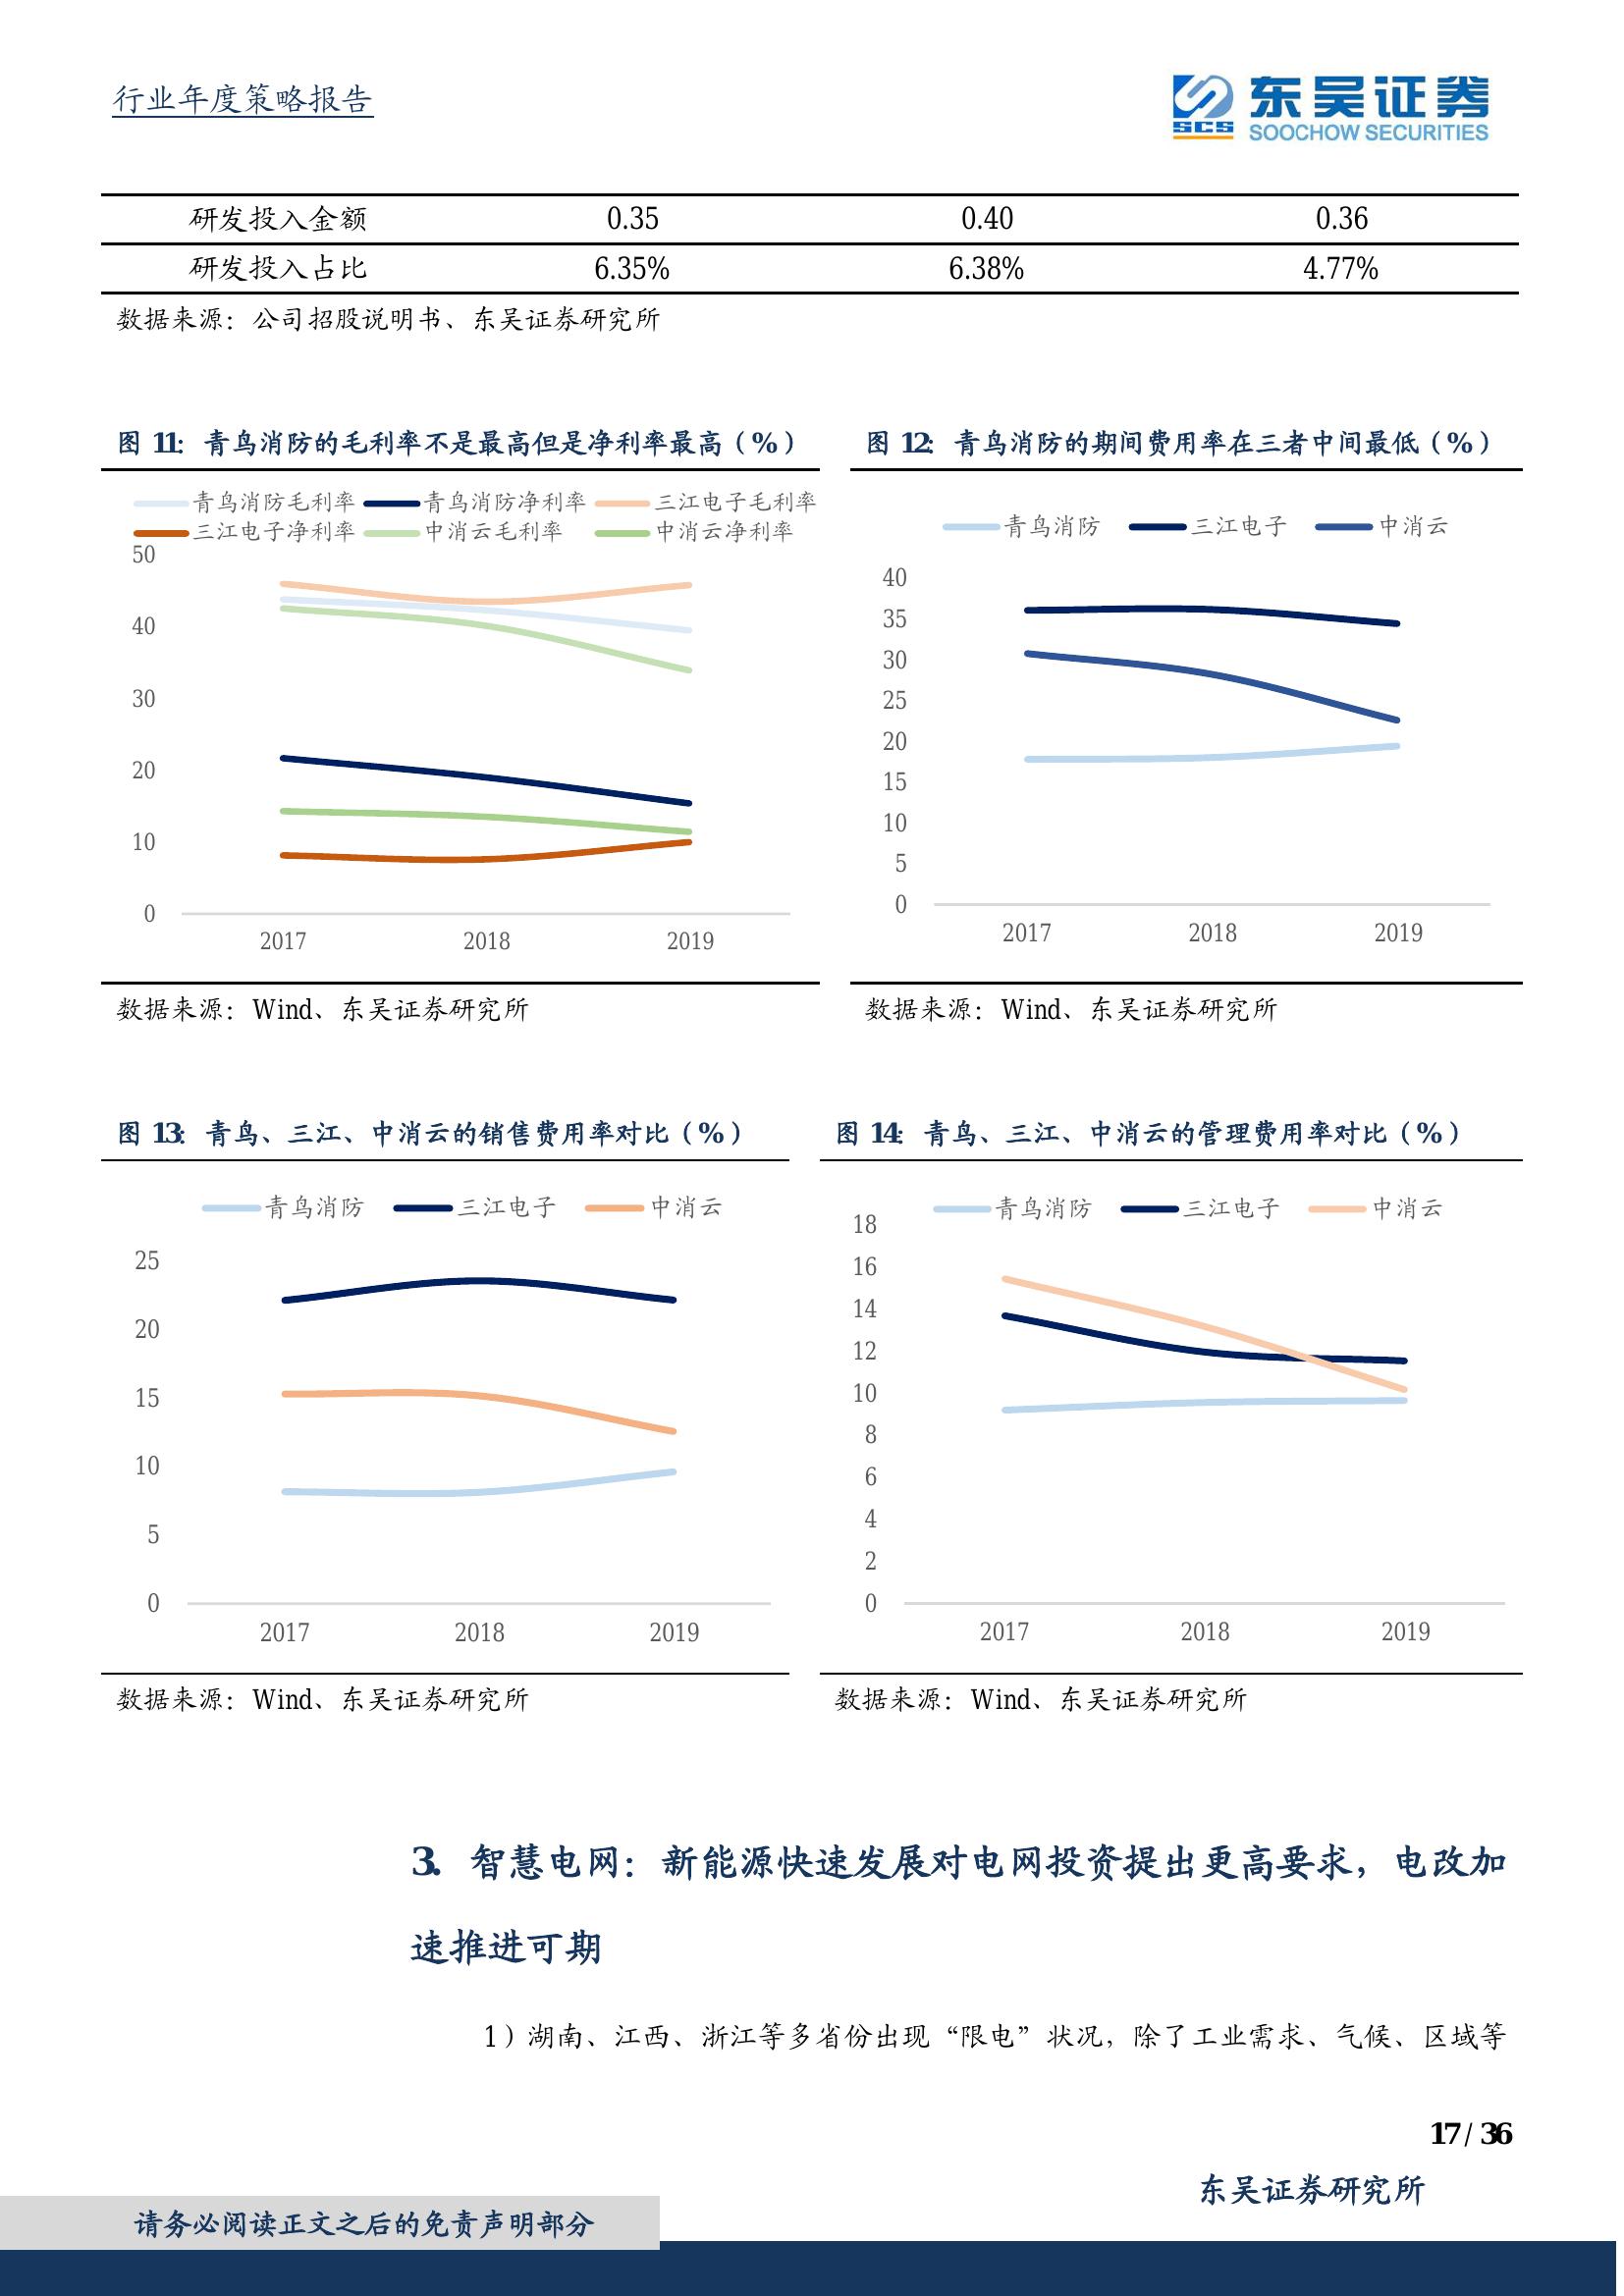 行业年度策略报告
东吴证券
SCS
SOOCHOW SECURITIES
研发投入金额 0.35 0.40 0.36
研发投入占比 6.35% 6.38% 4.77%
数据来源：公司招股说明书、东吴证券研究所
图 11：青鸟消防的毛利率不是最高但是净利率最高（%）
青鸟消防毛利率 青鸟消防净利率 三江电子毛利率
三江电子净利率 中消云毛利率 中消云净利率
50
40
30
20
10
0
2017 2018 2019
数据来源：Wind、东吴证券研究所
图 12：青鸟消防的期间费用率在三者中间最低（%）
青鸟消防 三江电子 中消云
40
35
30
25
20
15
10
5
0
2017 2018 2019
数据来源：Wind、东吴证券研究所
图 13：青鸟、三江、中消云的销售费用率对比（%）
青鸟消防 三江电子 中消云
25
20
15
10
5
0
2017 2018 2019
数据来源：Wind、东吴证券研究所
图 14：青鸟、三江、中消云的管理费用率对比（%）
青鸟消防 三江电子 中消云
18
16
14
12
10
8
6
4
2
0
2017 2018 2019
数据来源：Wind、东吴证券研究所
3. 智慧电网：新能源快速发展对电网投资提出更高要求，电改加
速推进可期
1）湖南、江西、浙江等多省份出现“限电”状况，除了工业需求、气候、区域等
17 / 36
东吴证券研究所
请务必阅读正文之后的免责声明部分